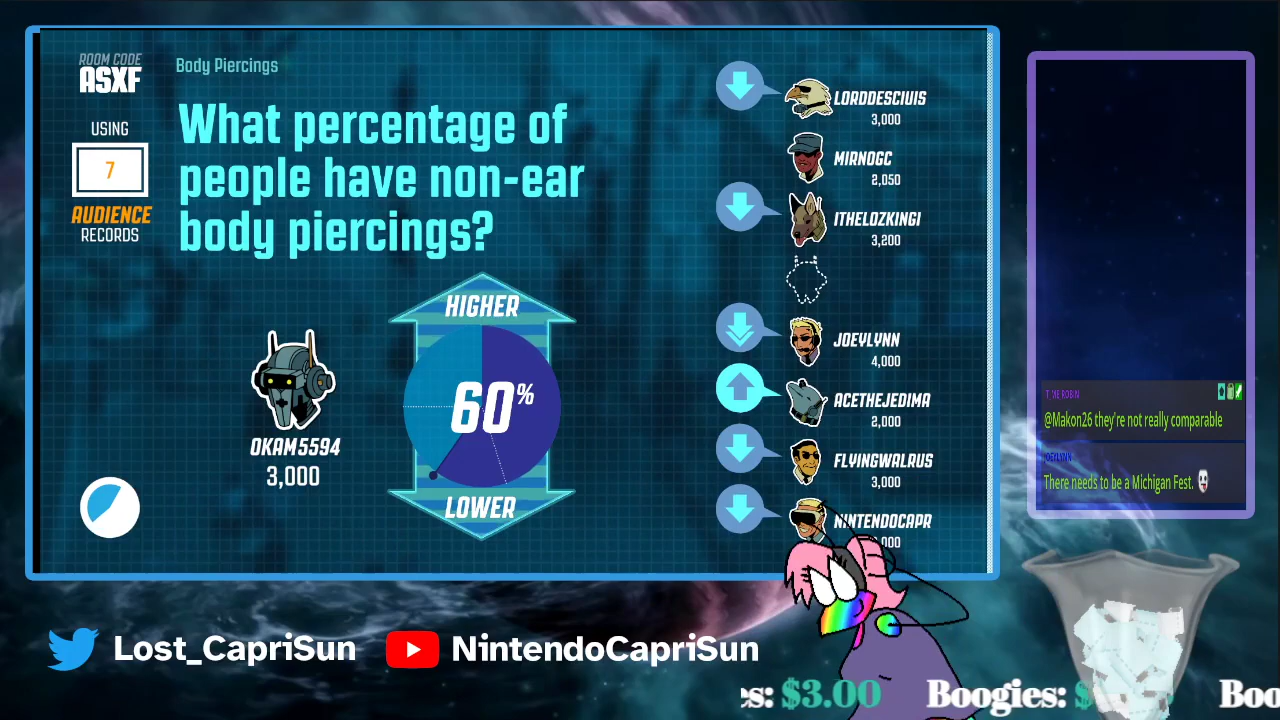 ROOM CODE
ASXF
USING
7
AUDIENCE
RECORDS
Body Piercings
What percentage of
people have non-ear
body piercings?
HIGHER
60%
LOWER
OKAM5594
3,000
LORDDESCIUIS
3,000
MIRNOGC
2,050
ITHELOZKINGI
3,200
JOEYLYNN
4,000
ACETHEJEDIMA
2,000
FLYINGWALRUS
3,000
NINTENDOCAPR
@Makon26 they're not really comparable
JOEYLYNN
There needs to be a Michigan Fest.
Lost_CapriSun
NintendoCapriSun
$3.00
Boogies: $